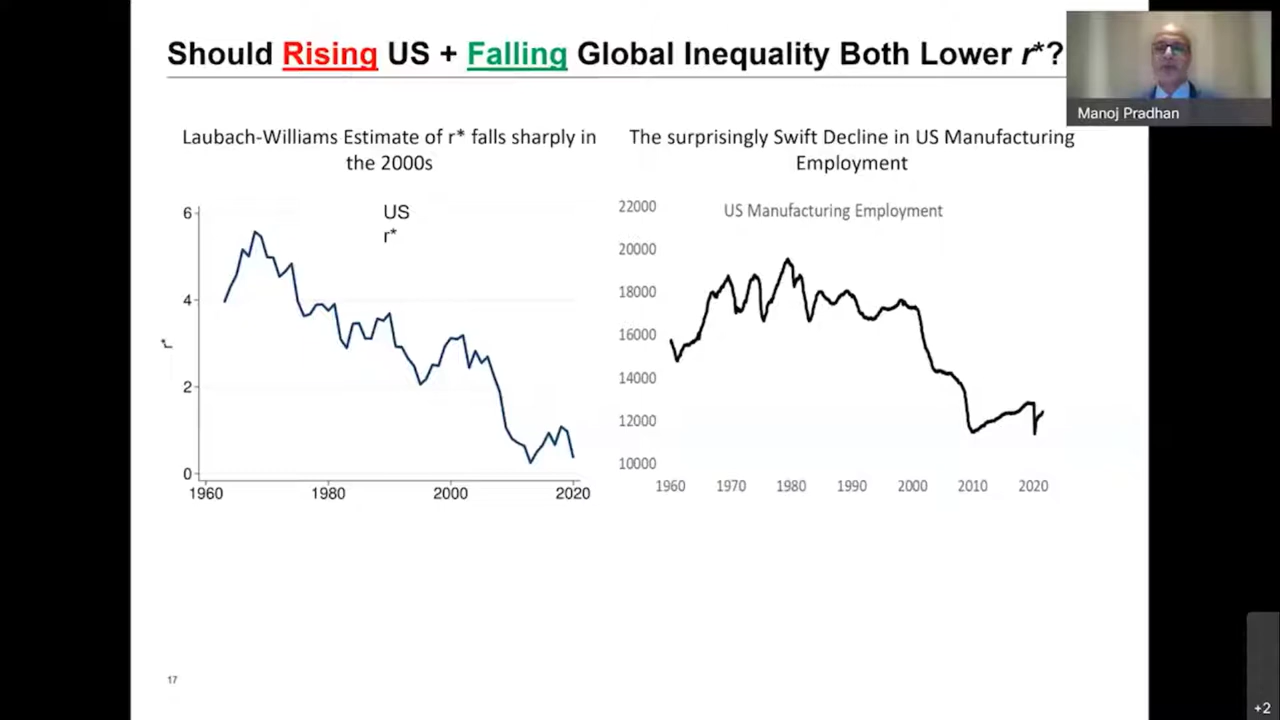 Should Rising US + Falling Global Inequality Both Lower r*?
Manoj Pradhan
Laubach-Williams Estimate of r* falls sharply in
the 2000s
US
r*
6
4
2
0
r*
1960
1980
2000
2020
The surprisingly Swift Decline in US Manufacturing
Employment
US Manufacturing Employment
22000
20000
18000
16000
14000
12000
10000
1960 1970 1980 1990 2000 2010 2020
17
+2